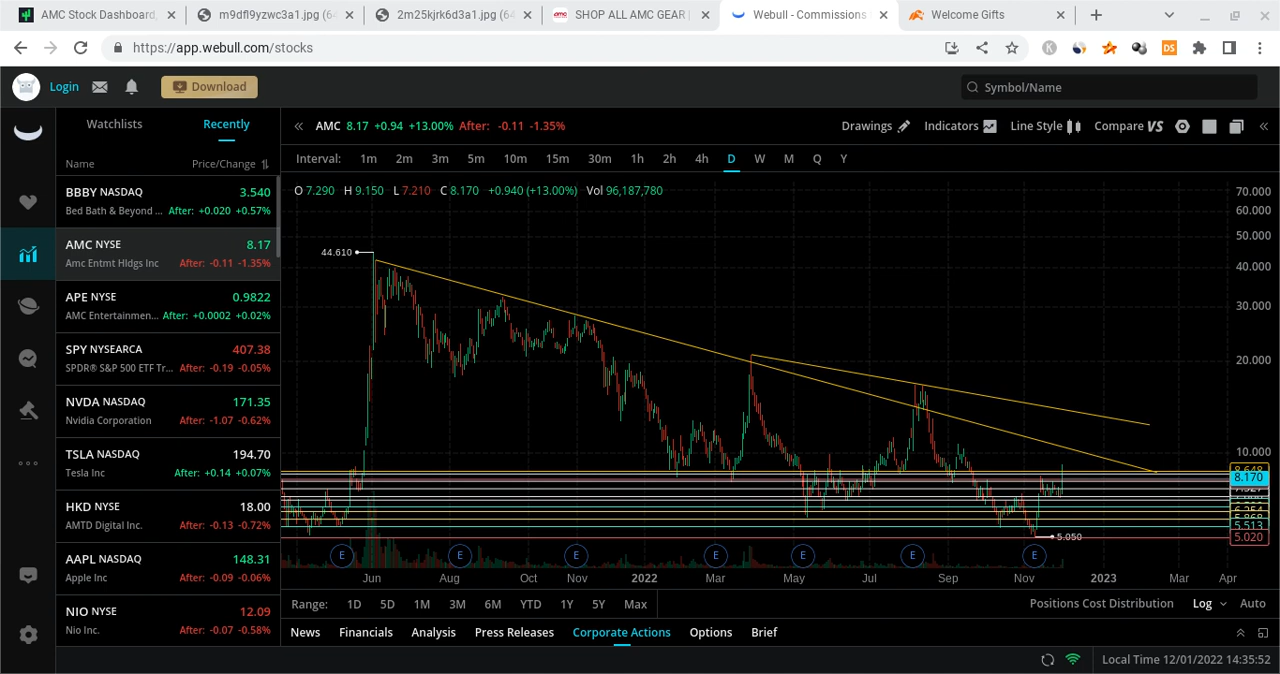 AMC Stock Dashboard,
m9dfl9yzwc3a1.jpg (64
2m25kjrk6d3a1.jpg (64
SHOP ALL AMC GEAR |
Webull - Commissions
Welcome Gifts
https://app.webull.com/stocks
Login
Download
Symbol/Name
Watchlists
Recently
Name
Price/Change
BBBY NASDAQ 3.540
Bed Bath & Beyond ... After: +0.020 +0.57%
AMC NYSE 8.17
Amc Entmt Hldgs Inc After: -0.11 -1.35%
APE NYSE 0.9822
AMC Entertainmen... After: +0.0002 +0.02%
SPY NYSEARCA 407.38
SPDR® S&P 500 ETF Tr... After: -0.19 -0.05%
NVDA NASDAQ 171.35
Nvidia Corporation After: -1.07 -0.62%
TSLA NASDAQ 194.70
Tesla Inc After: +0.14 +0.07%
HKD NYSE 18.00
AMTD Digital Inc. After: -0.13 -0.72%
AAPL NASDAQ 148.31
Apple Inc After: -0.09 -0.06%
NIO NYSE 12.09
Nio Inc. After: -0.07 -0.58%
AMC 8.17 +0.94 +13.00% After: -0.11 -1.35%
Drawings Indicators Line Style Compare VS
Interval: 1m 2m 3m 5m 10m 15m 30m 1h 2h 4h D W M Q Y
O 7.290 H 9.150 L 7.210 C 8.170 +0.940 (+13.00%) Vol 96,187,780
70.000
60.000
50.000
44.610
40.000
30.000
20.000
10.000
8.170
5.513
5.020
5.050
E E E E E E E
Jun Aug Oct Nov 2022 Mar May Jul Sep Nov 2023 Mar Apr
Range: 1D 5D 1M 3M 6M YTD 1Y 5Y Max
Positions Cost Distribution Log Auto
News Financials Analysis Press Releases Corporate Actions Options Brief
Local Time 12/01/2022 14:35:52